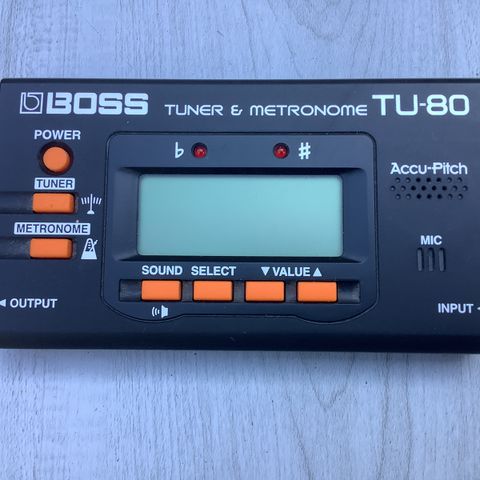 BOSS TUNER & METRONOME TU-80
POWER
♭ ♯
Accu-Pitch
TUNER
METRONOME
MIC
SOUND SELECT ▼ VALUE ▲
◄ OUTPUT
INPUT ◄